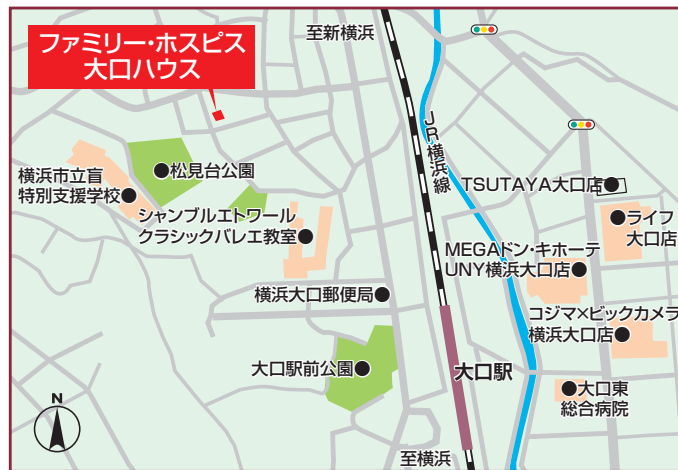 ファミリー・ホスピス
大口ハウス
至新横浜
JR横浜線
松見台公園
横浜市立盲
特別支援学校
TSUTAYA大口店
シャンブルエトワール
クラシックバレエ教室
ライフ
大口店
MEGAドン・キホーテ
UNY横浜大口店
横浜大口郵便局
コジマ×ビックカメラ
横浜大口店
大口駅前公園
大口駅
大口東
総合病院
N
至横浜